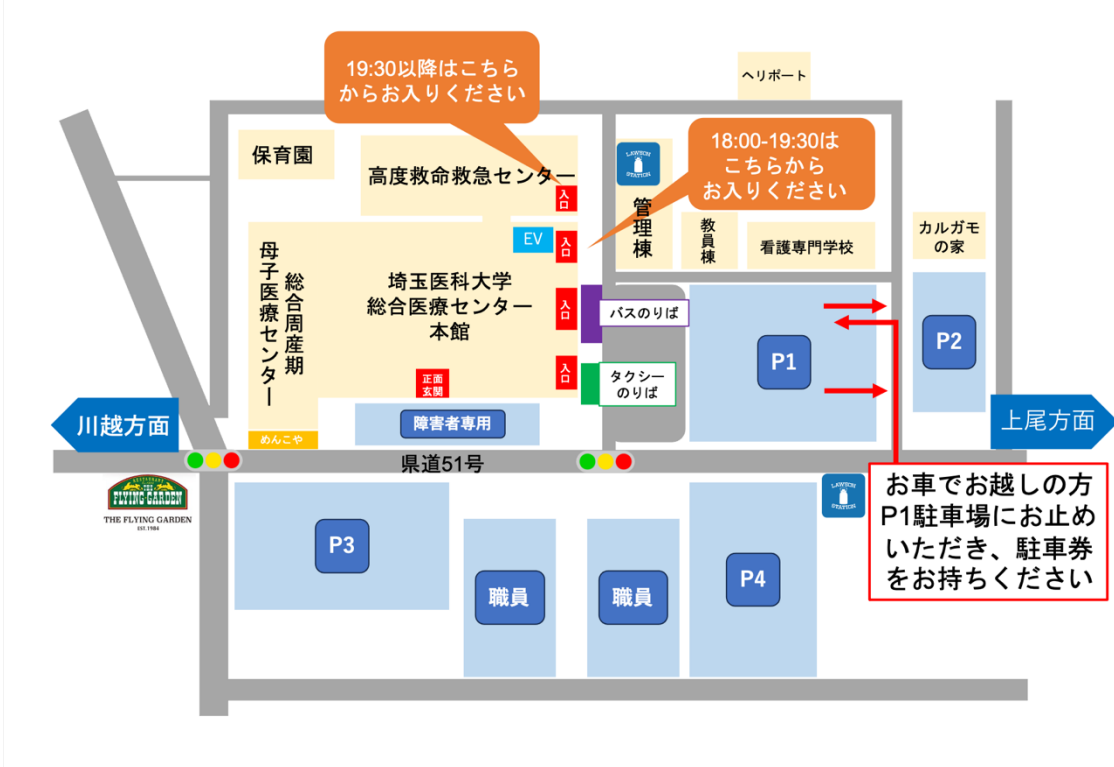 19:30以降はこちら
からお入りください
ヘリポート
18:00-19:30は
こちらから
お入りください
LAWSON
STATION
保育園
高度救命救急センター
入口
管理棟
教員棟
看護専門学校
カルガモ
の家
EV
入口
総合周産期
母子医療センター
埼玉医科大学
総合医療センター
本館
入口
バスのりば
P1
P2
入口
タクシー
のりば
正面
玄関
障害者専用
川越方面
上尾方面
めんこや
県道51号
RESTAURANT
THE
FLYING GARDEN
THE FLYING GARDEN
EST.1984
LAWSON
STATION
お車でお越しの方
P1駐車場にお止め
いただき、駐車券
をお持ちください
P3
職員
職員
P4